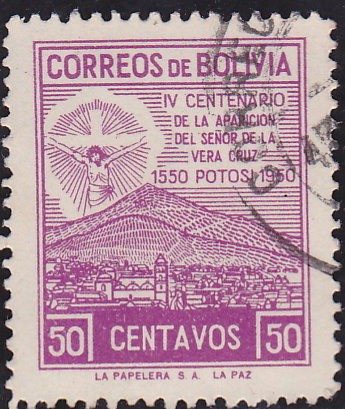 CORREOS DE BOLIVIA
IV CENTENARIO
DE LA APARICION
DEL SEÑOR DE LA
VERA CRUZ
1550 POTOSI 1950
50 CENTAVOS 50
LA PAPELERA S. A. LA PAZ